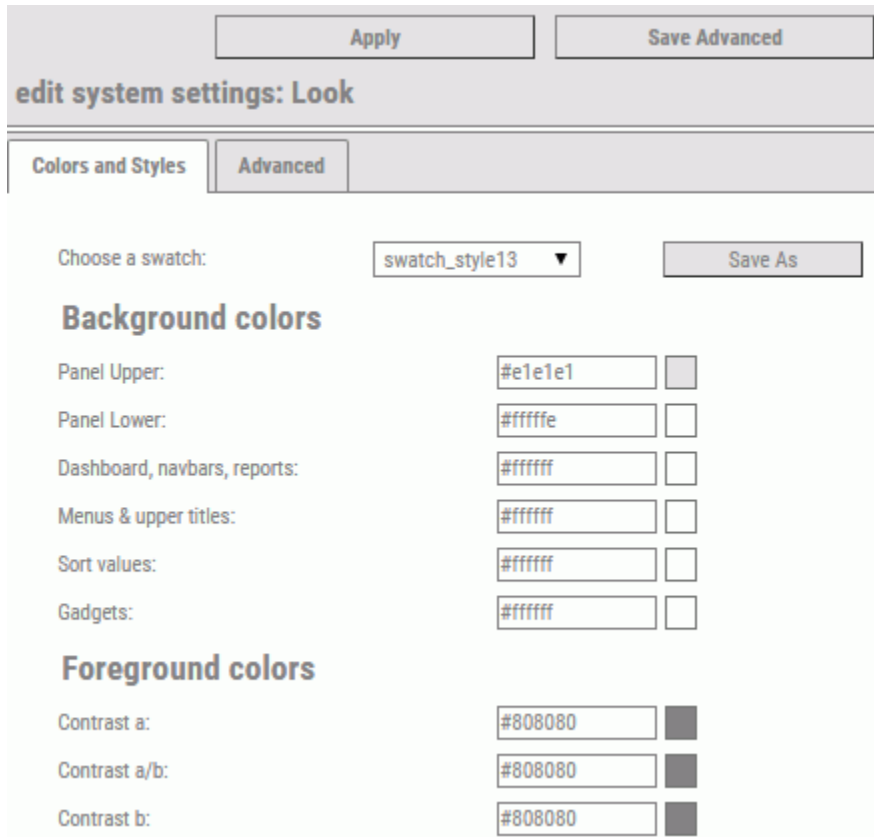 Apply Save Advanced
edit system settings: Look
Colors and Styles Advanced
Choose a swatch: swatch_style13 Save As
Background colors
Panel Upper: #e1e1e1
Panel Lower: #fffffe
Dashboard, navbars, reports: #ffffff
Menus & upper titles: #ffffff
Sort values: #ffffff
Gadgets: #ffffff
Foreground colors
Contrast a: #808080
Contrast a/b: #808080
Contrast b: #808080